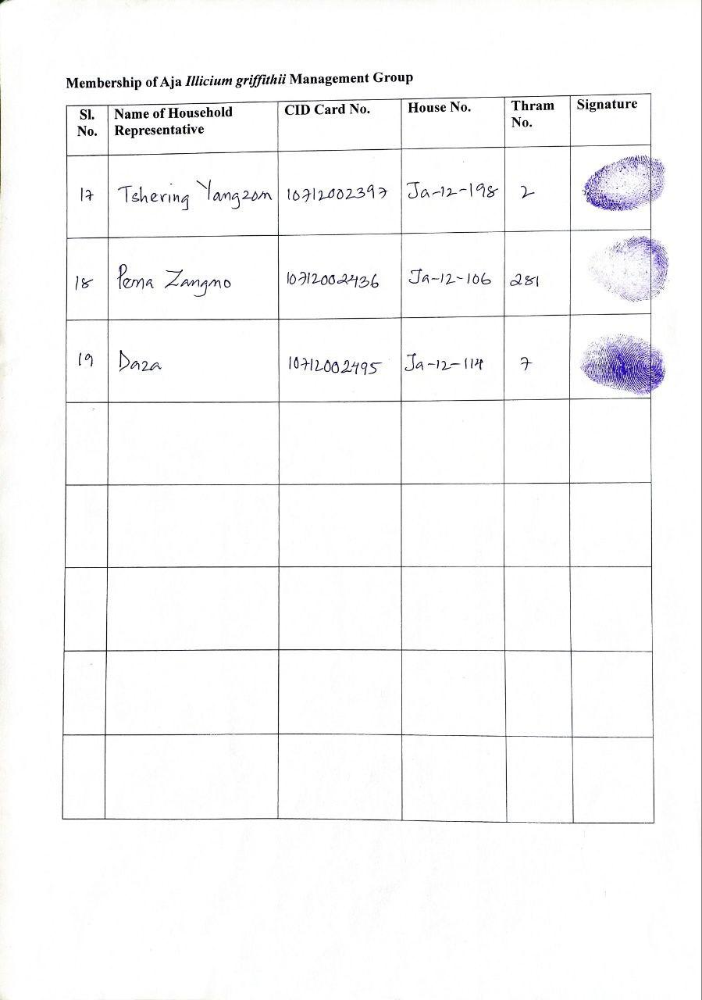 Membership of Aja Illicium griffithii Management Group
Sl. No. Name of Household Representative CID Card No. House No. Thram No. Signature
17 Tshering Yangzom 10712002397 Ja-12-198 2
18 Pema Zangmo 10712002436 Ja-12-106 281
19 Daza 10712002495 Ja-12-114 7